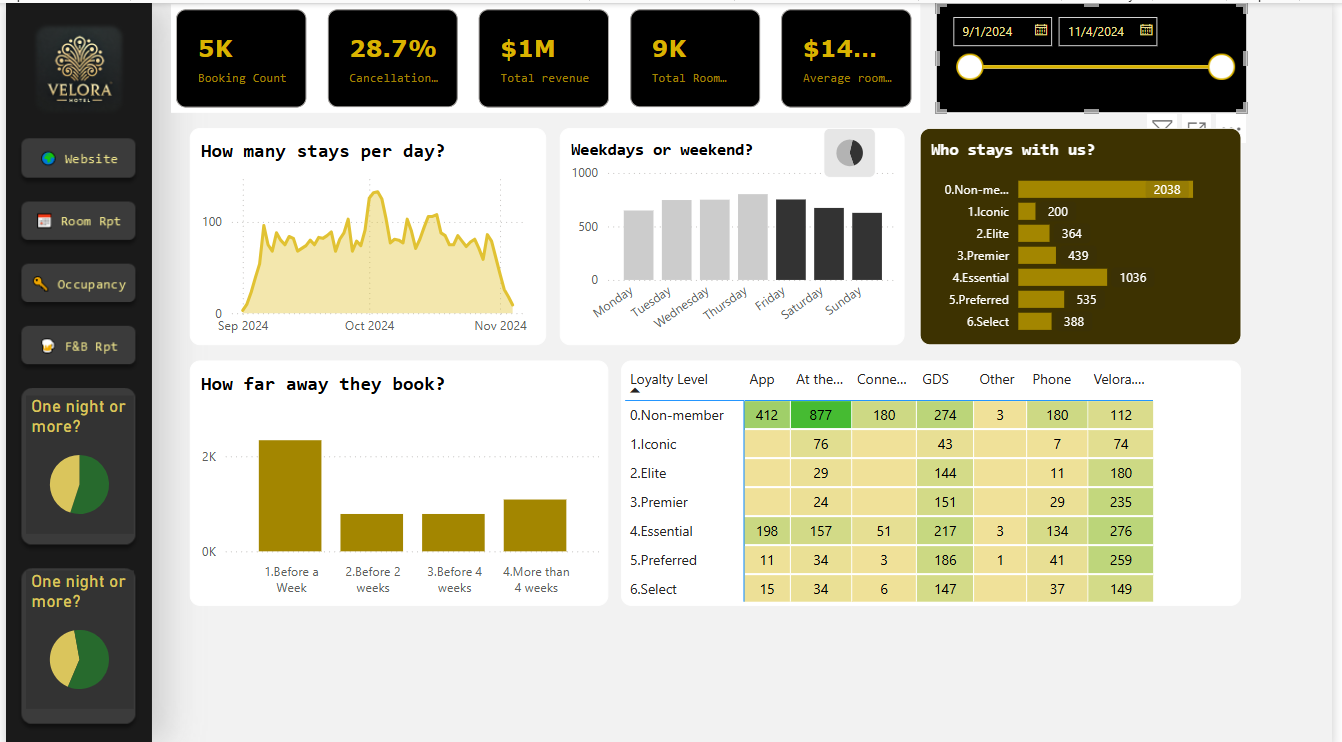 VELORA
HOTEL
Website
Room Rpt
Occupancy
F&B Rpt
One night or
more?
One night or
more?
5K
Booking Count
28.7%
Cancellation…
$1M
Total revenue
9K
Total Room…
$14…
Average room…
9/1/2024
11/4/2024
How many stays per day?
100
0
Sep 2024
Oct 2024
Nov 2024
Weekdays or weekend?
1000
500
0
Monday
Tuesday
Wednesday
Thursday
Friday
Saturday
Sunday
Who stays with us?
0.Non-me… 2038
1.Iconic 200
2.Elite 364
3.Premier 439
4.Essential 1036
5.Preferred 535
6.Select 388
How far away they book?
2K
0K
1.Before a
Week
2.Before 2
weeks
3.Before 4
weeks
4.More than
4 weeks
Loyalty Level App At the… Conne… GDS Other Phone Velora.…
0.Non-member 412 877 180 274 3 180 112
1.Iconic 76 43 7 74
2.Elite 29 144 11 180
3.Premier 24 151 29 235
4.Essential 198 157 51 217 3 134 276
5.Preferred 11 34 3 186 1 41 259
6.Select 15 34 6 147 37 149